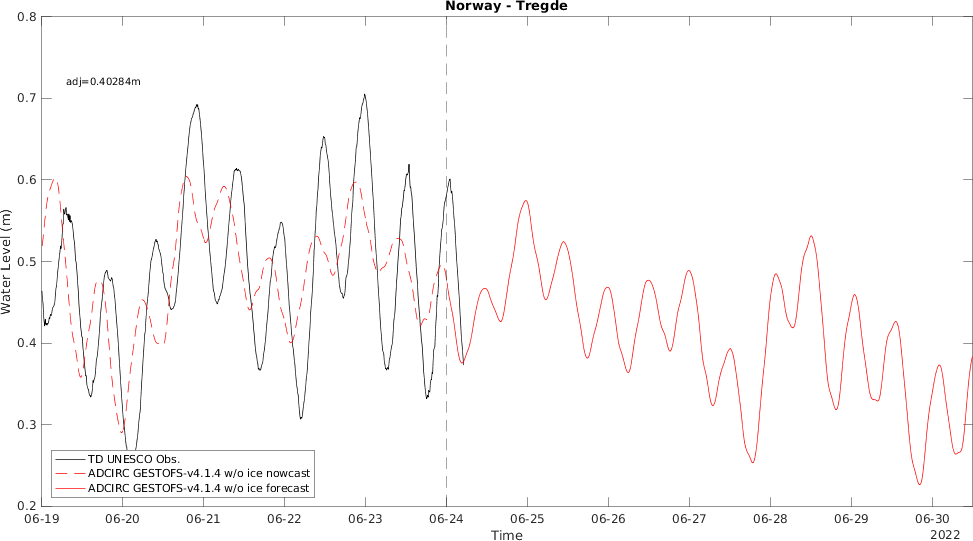 Norway - Tregde
0.8
adj=0.40284m
0.7
0.6
0.5
0.4
0.3
0.2
Water Level (m)
TD UNESCO Obs.
ADCIRC GESTOFS-v4.1.4 w/o ice nowcast
ADCIRC GESTOFS-v4.1.4 w/o ice forecast
06-19 06-20 06-21 06-22 06-23 06-24 06-25 06-26 06-27 06-28 06-29 06-30
2022
Time